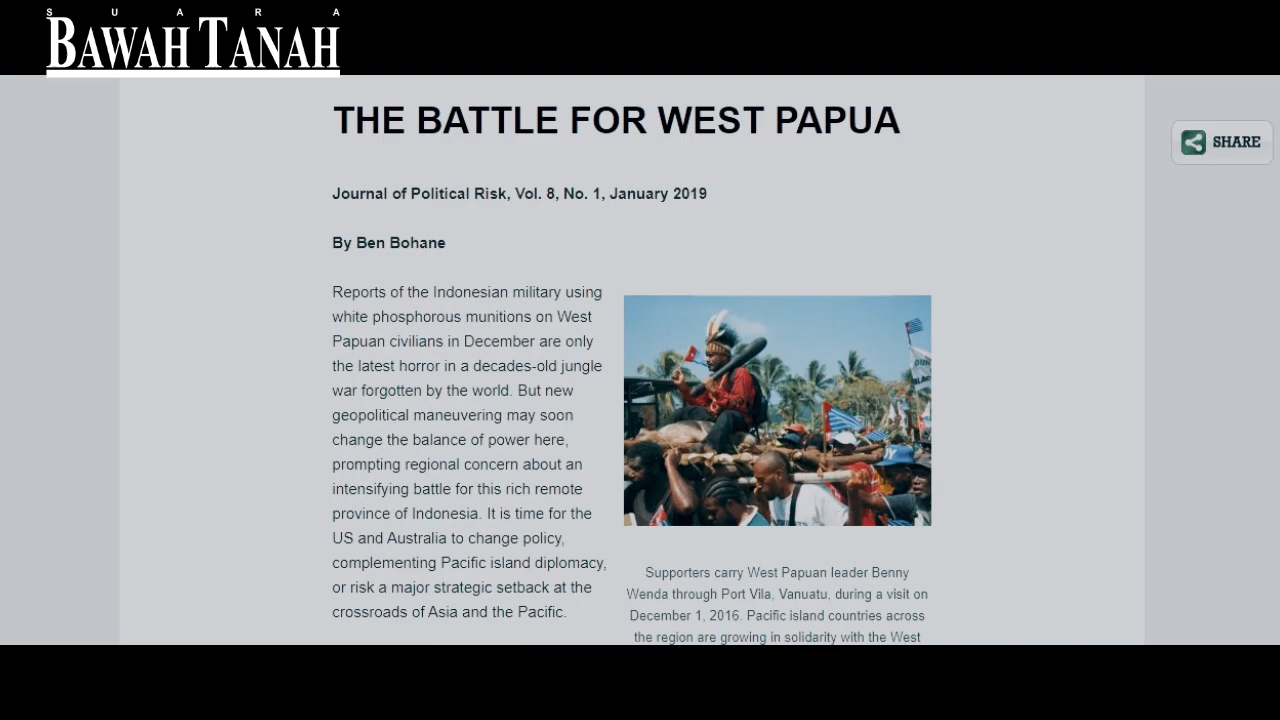 S U A R A
BAWAH TANAH
THE BATTLE FOR WEST PAPUA
SHARE
Journal of Political Risk, Vol. 8, No. 1, January 2019
By Ben Bohane
Reports of the Indonesian military using
white phosphorous munitions on West
Papuan civilians in December are only
the latest horror in a decades-old jungle
war forgotten by the world. But new
geopolitical maneuvering may soon
change the balance of power here,
prompting regional concern about an
intensifying battle for this rich remote
province of Indonesia. It is time for the
US and Australia to change policy,
complementing Pacific island diplomacy,
or risk a major strategic setback at the
crossroads of Asia and the Pacific.
Supporters carry West Papuan leader Benny
Wenda through Port Vila, Vanuatu, during a visit on
December 1, 2016. Pacific island countries across
the region are growing in solidarity with the West